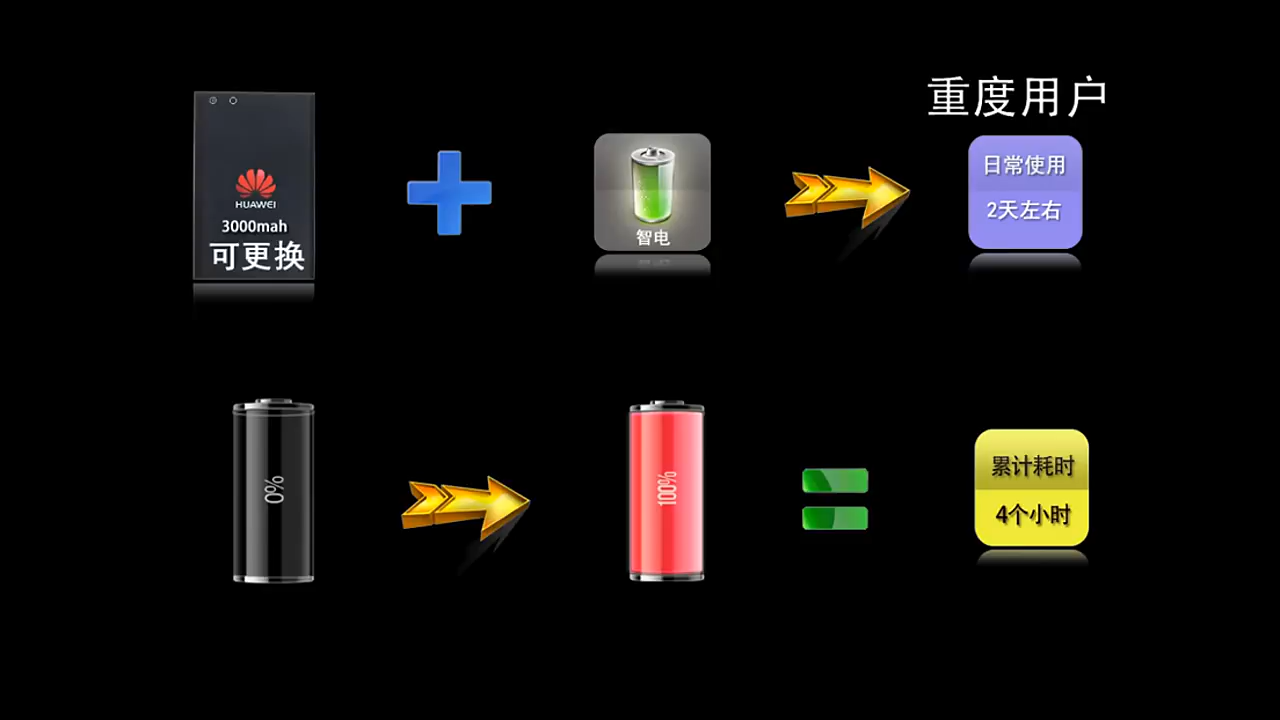 HUAWEI
3000mah
可更换
智电
重度用户
日常使用
2天左右
0%
100%
累计耗时
4个小时